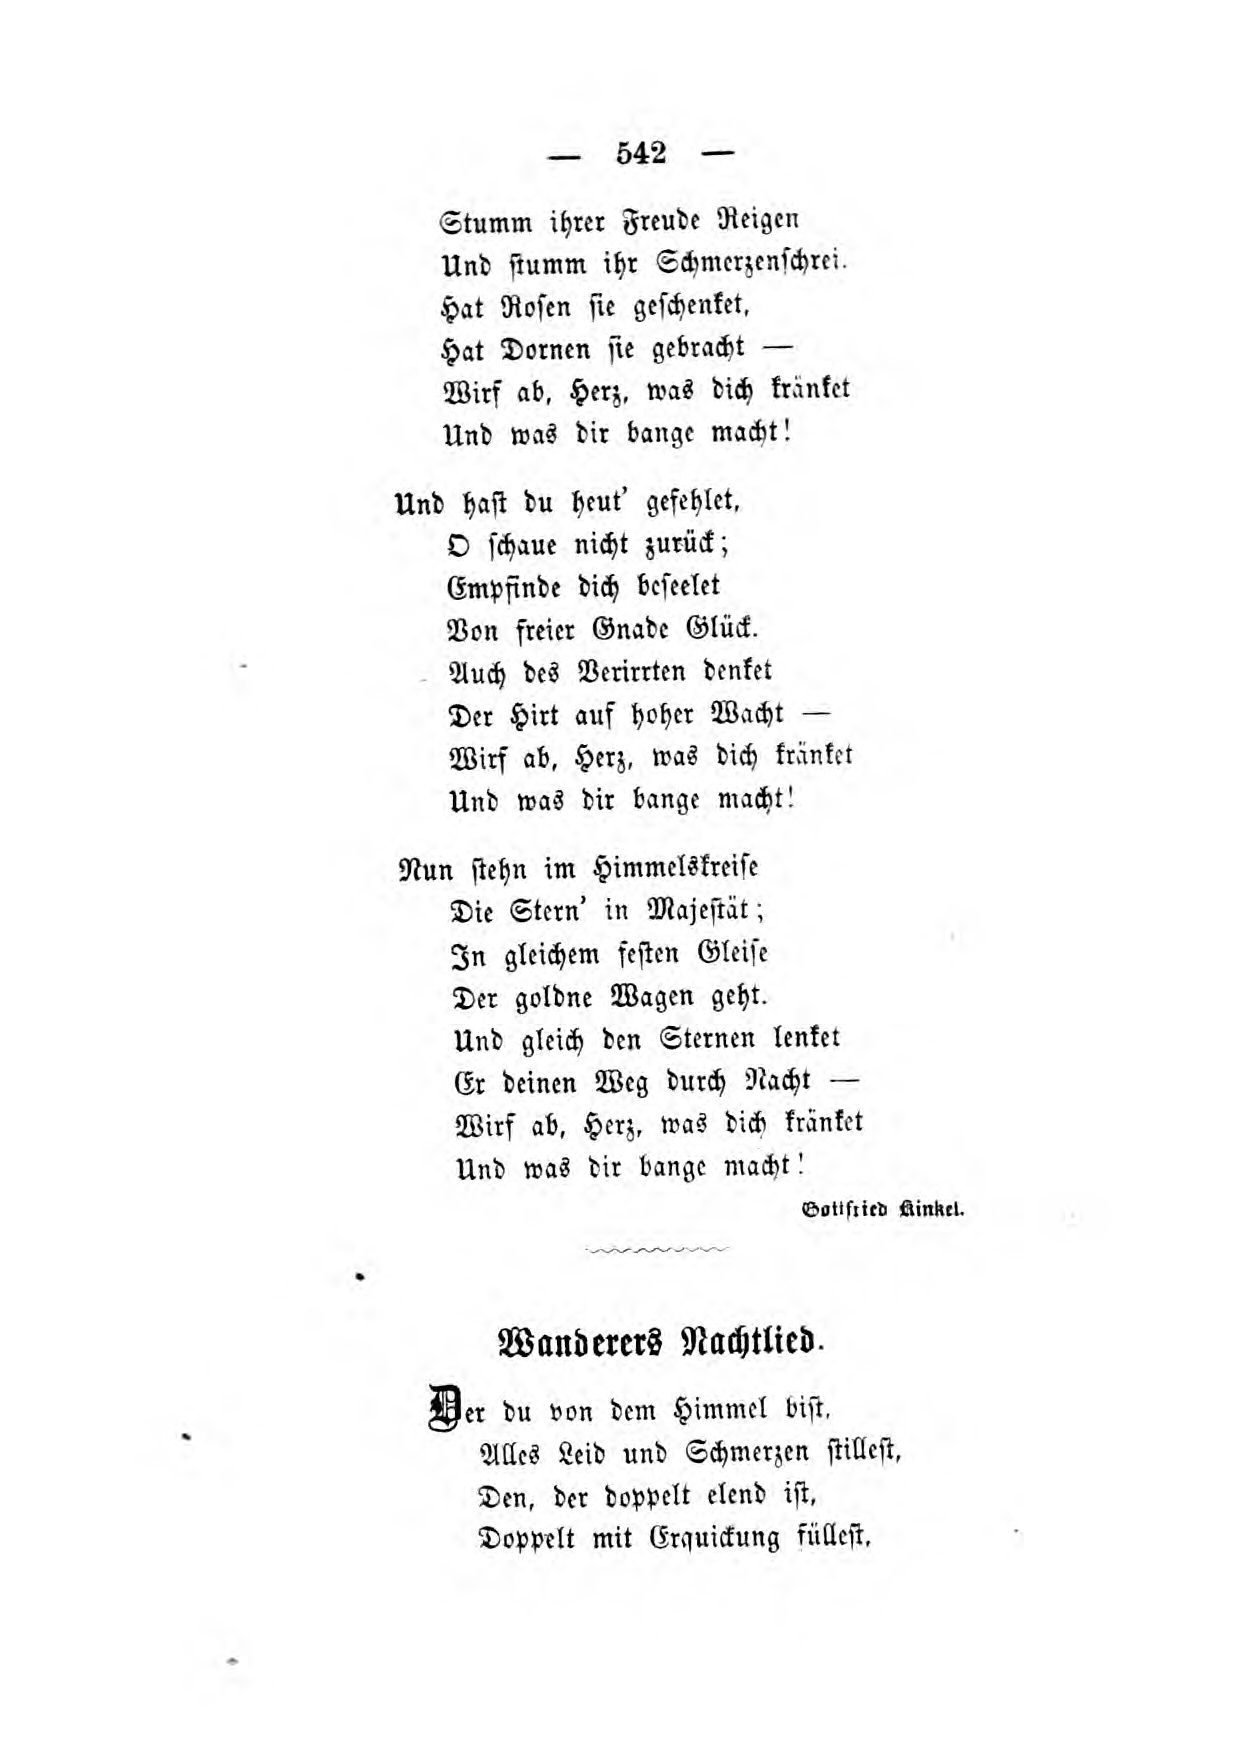 — 542 —
Stumm ihrer Freude Reigen
Und ſtumm ihr Schmerzenſchrei.
Hat Roſen ſie geſchenket,
Hat Dornen ſie gebracht —
Wirf ab, Herz, was dich kränket
Und was dir bange macht!
Und haſt du heut’ gefehlet,
O ſchaue nicht zurück;
Empfinde dich beſeelet
Von freier Gnade Glück.
Auch des Verirrten denket
Der Hirt auf hoher Wacht —
Wirf ab, Herz, was dich kränket
Und was dir bange macht!
Nun ſtehn im Himmelskreiſe
Die Stern’ in Majeſtät;
In gleichem feſten Gleiſe
Der goldne Wagen geht.
Und gleich den Sternen lenket
Er deinen Weg durch Nacht —
Wirf ab, Herz, was dich kränket
Und was dir bange macht!
Gottfried Kinkel.
Wanderers Nachtlied.
Der du von dem Himmel biſt,
Alles Leid und Schmerzen ſtilleſt,
Den, der doppelt elend iſt,
Doppelt mit Erquickung fülleſt,